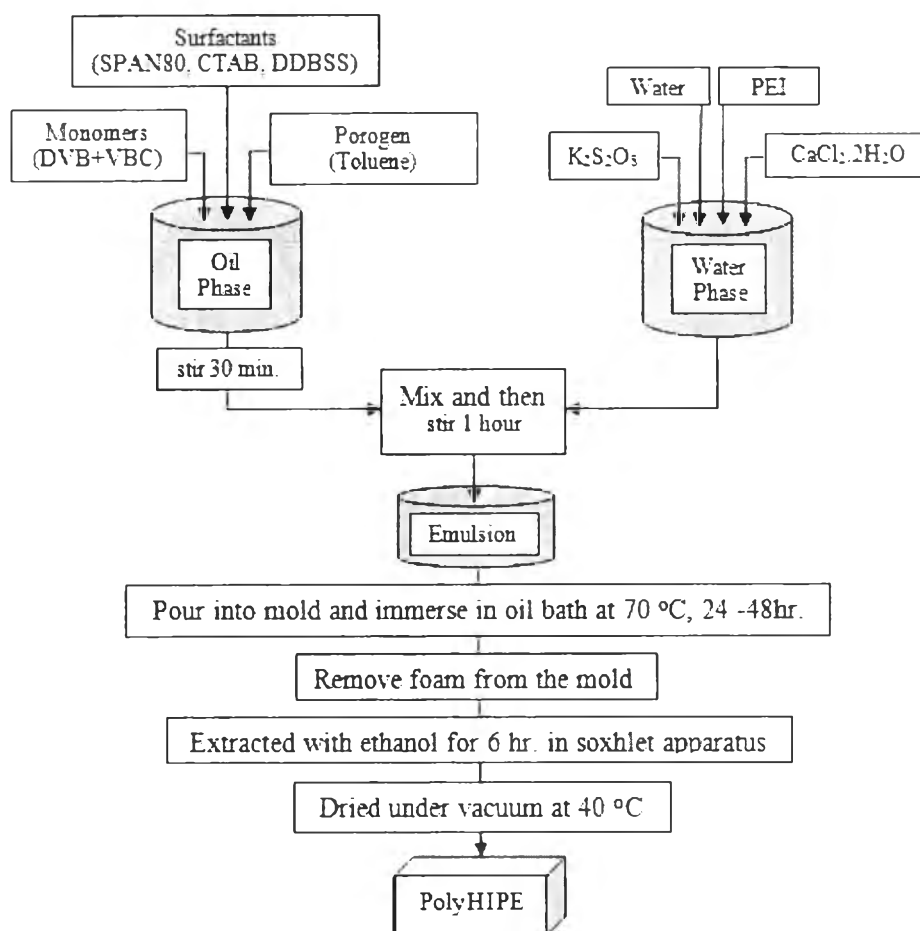 Surfactants
(SPAN80, CTAB, DDBSS)
Monomers
(DVB+VBC)
Porogen
(Toluene)
Water
PEI
K₂S₂O₈
CaCl₂.2H₂O
Oil
Phase
Water
Phase
stir 30 min.
Mix and then
stir 1 hour
Emulsion
Pour into mold and immerse in oil bath at 70 °C, 24 -48hr.
Remove foam from the mold
Extracted with ethanol for 6 hr. in soxhlet apparatus
Dried under vacuum at 40 °C
PolyHIPE